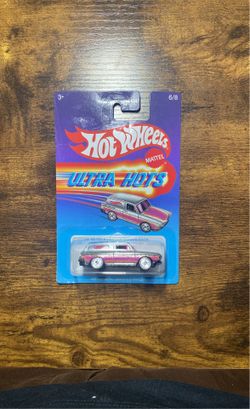 3+
6/8
Hot Wheels
MATTEL
ULTRA HOTS